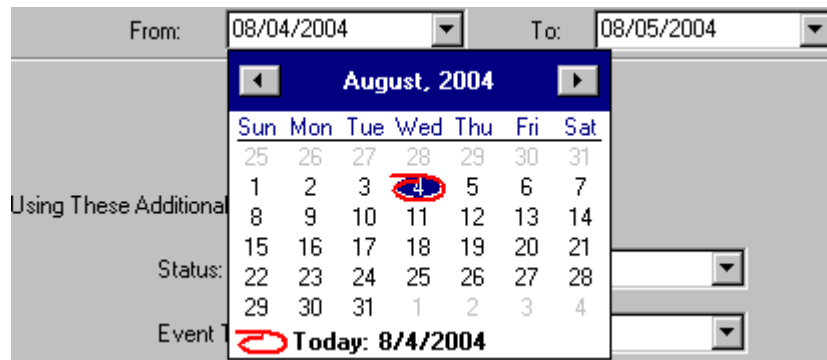 From: 08/04/2004 To: 08/05/2004
August, 2004
Sun Mon Tue Wed Thu Fri Sat
25 26 27 28 29 30 31
1 2 3 4 5 6 7
Using These Additional
8 9 10 11 12 13 14
15 16 17 18 19 20 21
Status:
22 23 24 25 26 27 28
29 30 31 1 2 3 4
Event
Today: 8/4/2004